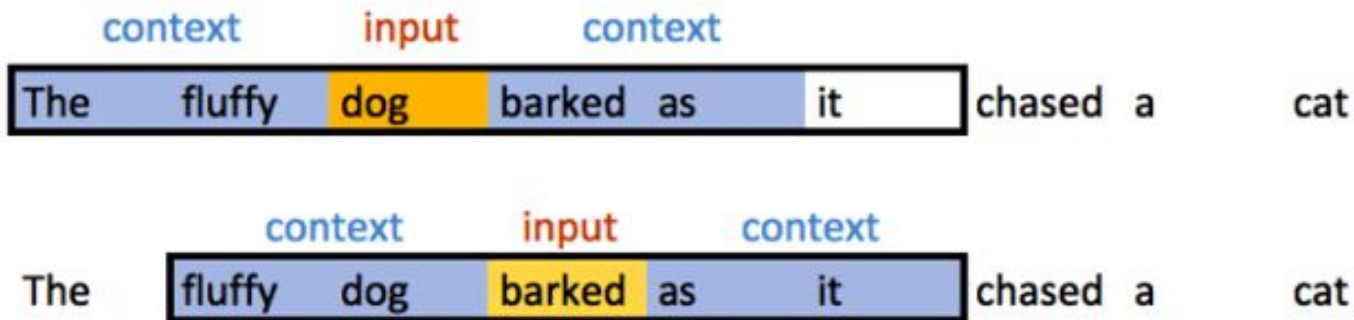 context input context
The fluffy dog barked as it chased a cat
context input context
The fluffy dog barked as it chased a cat